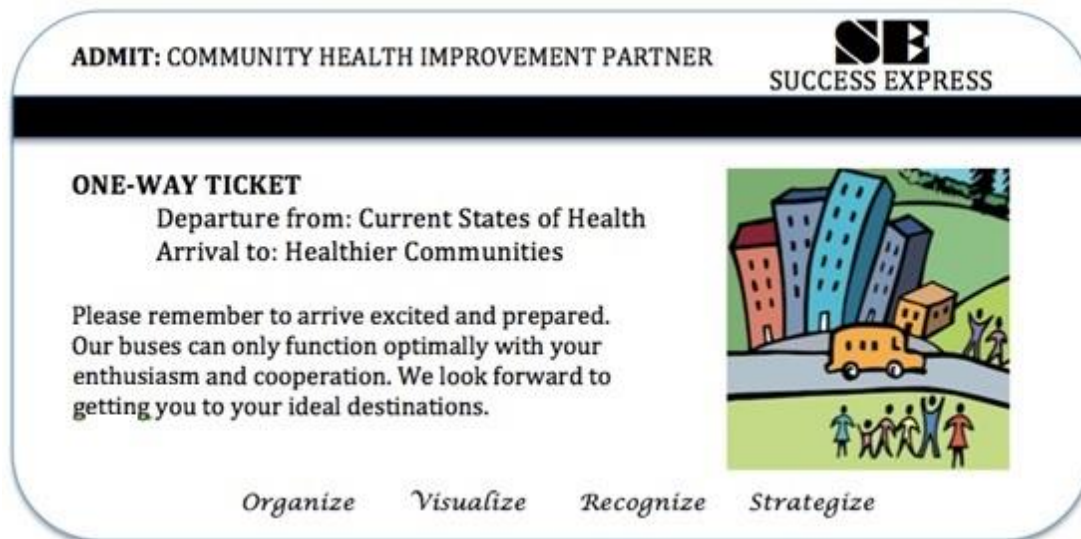 ADMIT: COMMUNITY HEALTH IMPROVEMENT PARTNER
SE
SUCCESS EXPRESS
ONE-WAY TICKET
Departure from: Current States of Health
Arrival to: Healthier Communities
Please remember to arrive excited and prepared.
Our buses can only function optimally with your
enthusiasm and cooperation. We look forward to
getting you to your ideal destinations.
Organize Visualize Recognize Strategize